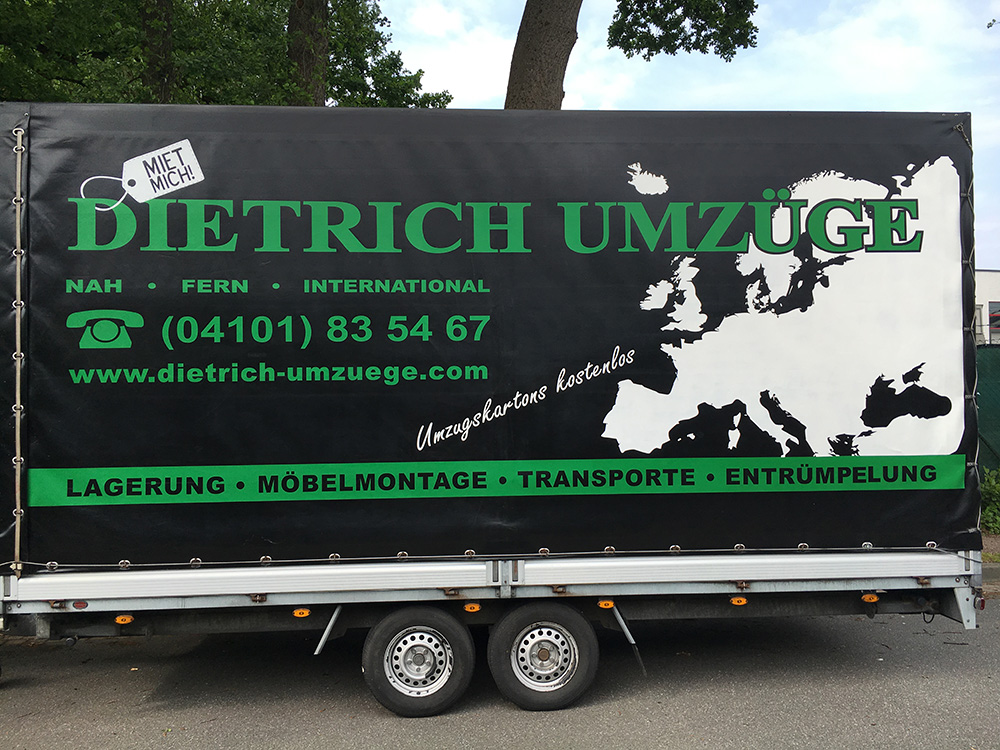 MIET
MICH!
DIETRICH UMZÜGE
NAH • FERN • INTERNATIONAL
(04101) 83 54 67
www.dietrich-umzuege.com
Umzugskartons kostenlos
LAGERUNG • MÖBELMONTAGE • TRANSPORTE • ENTRÜMPELUNG